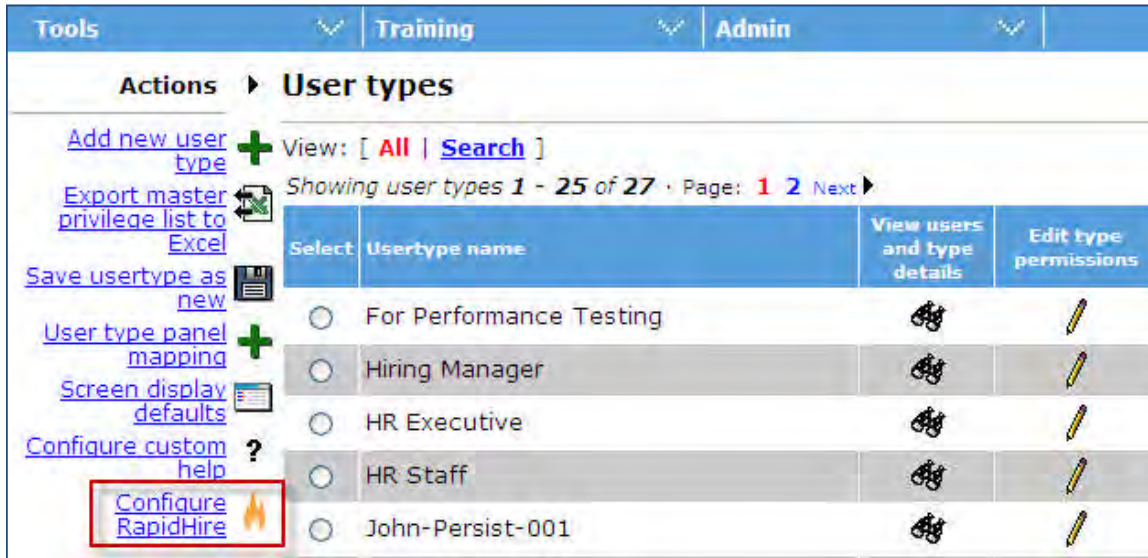 Tools Training Admin
Actions
Add new user
type
Export master
privilege list to
Excel
Save usertype as
new
User type panel
mapping
Screen display
defaults
Configure custom
help
?
Configure
RapidHire
User types
View: [ All | Search ]
Showing user types 1 - 25 of 27 · Page: 1 2 Next
Select Usertype name View users
and type
details Edit type
permissions
For Performance Testing
Hiring Manager
HR Executive
HR Staff
John-Persist-001